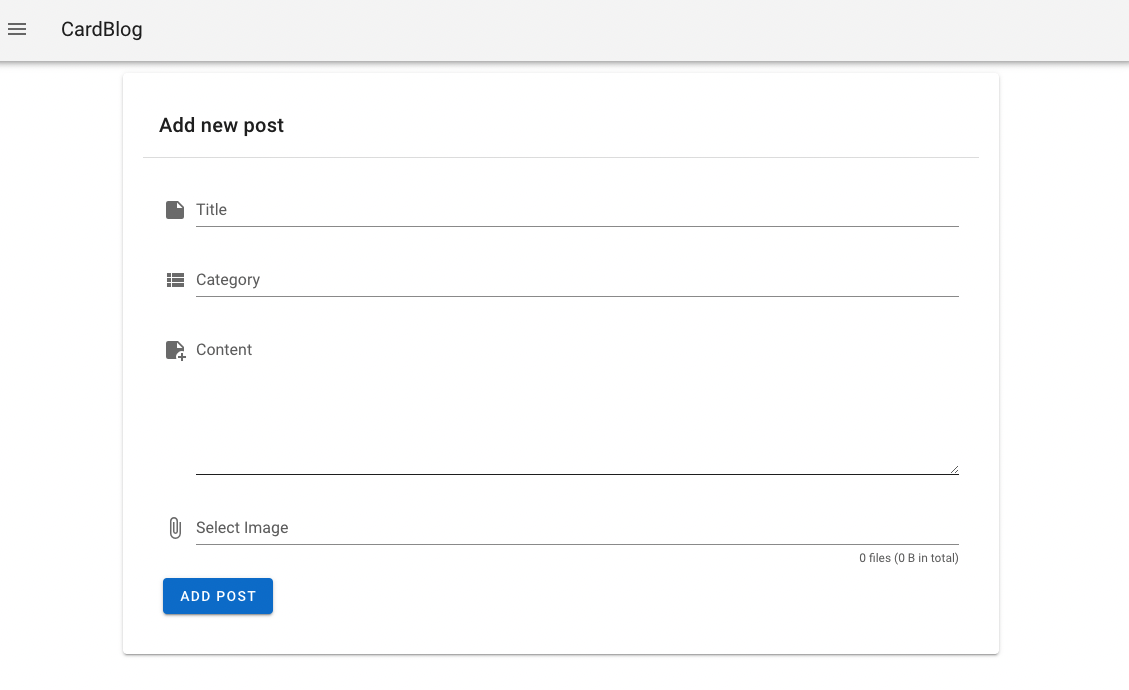 CardBlog
Add new post
Title
Category
Content
Select Image
0 files (0 B in total)
ADD POST